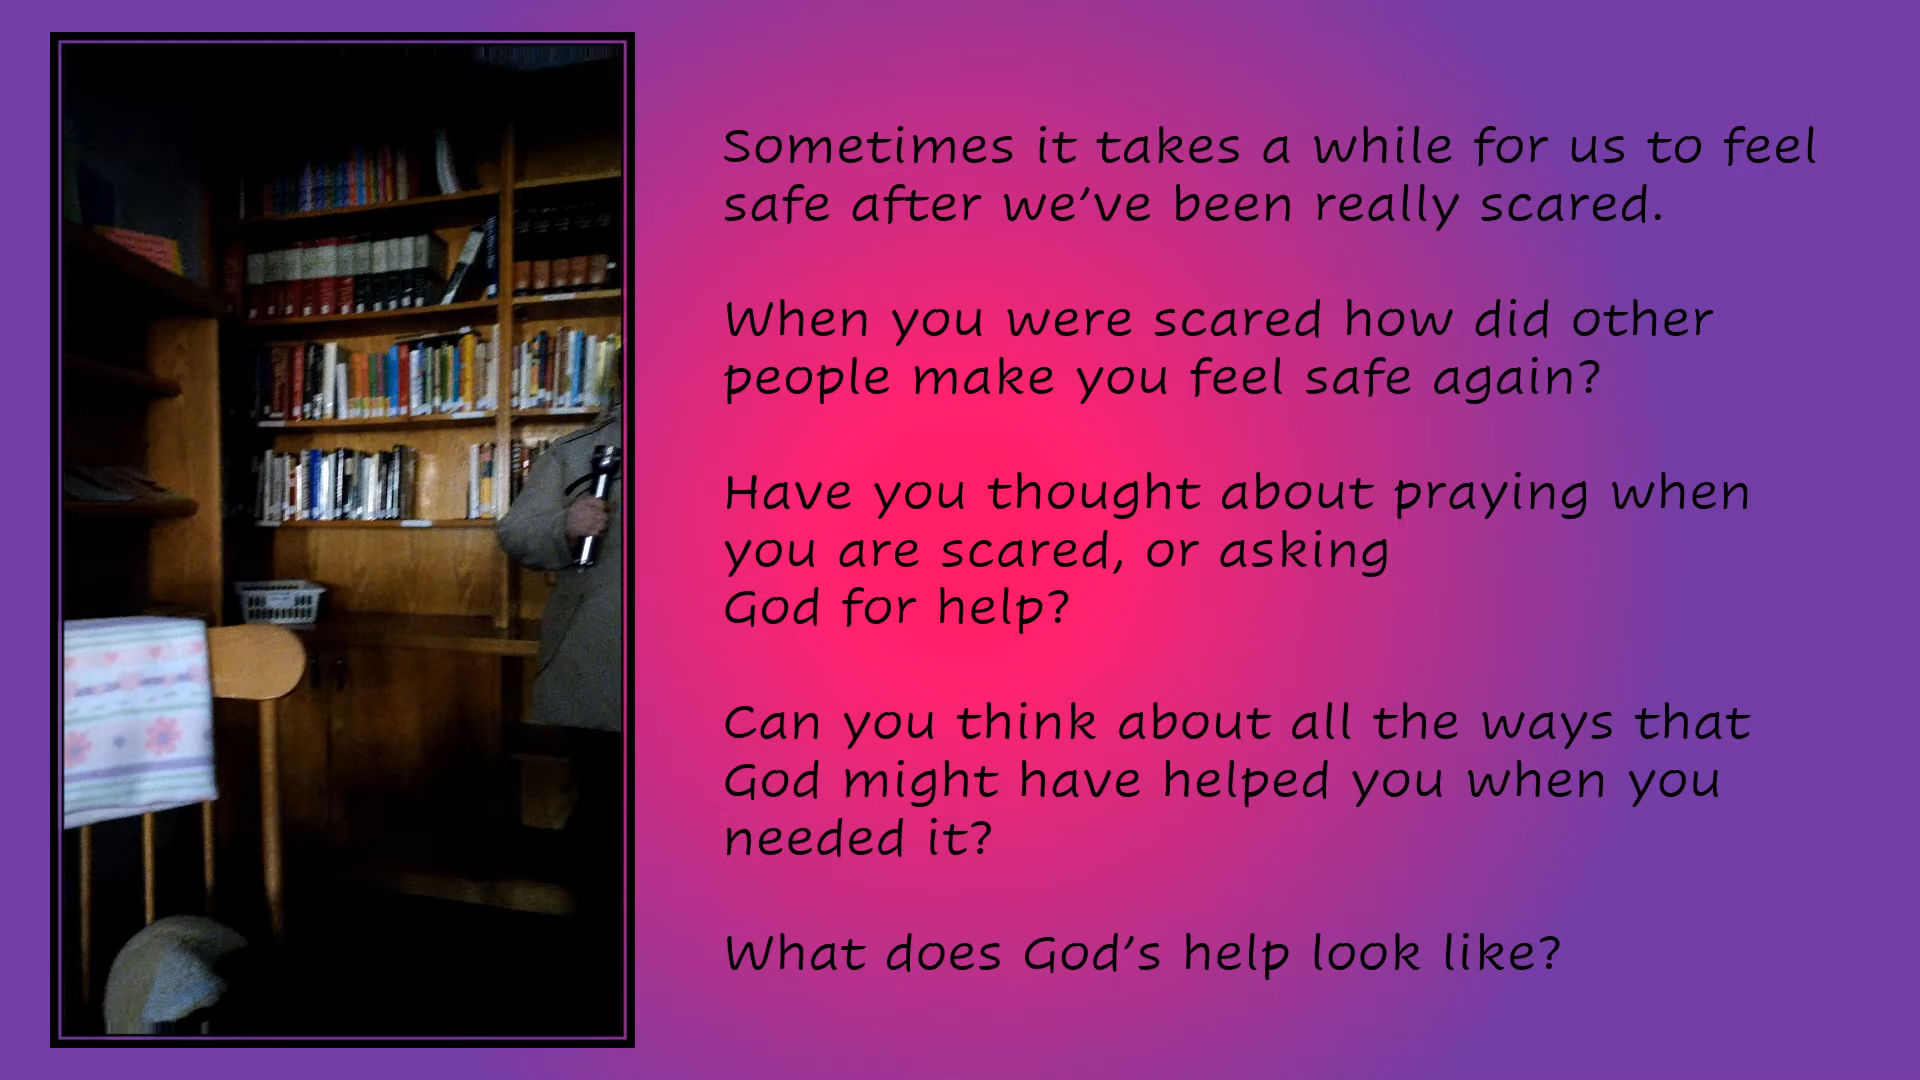 Sometimes it takes a while for us to feel
safe after we’ve been really scared.
When you were scared how did other
people make you feel safe again?
Have you thought about praying when
you are scared, or asking
God for help?
Can you think about all the ways that
God might have helped you when you
needed it?
What does God’s help look like?